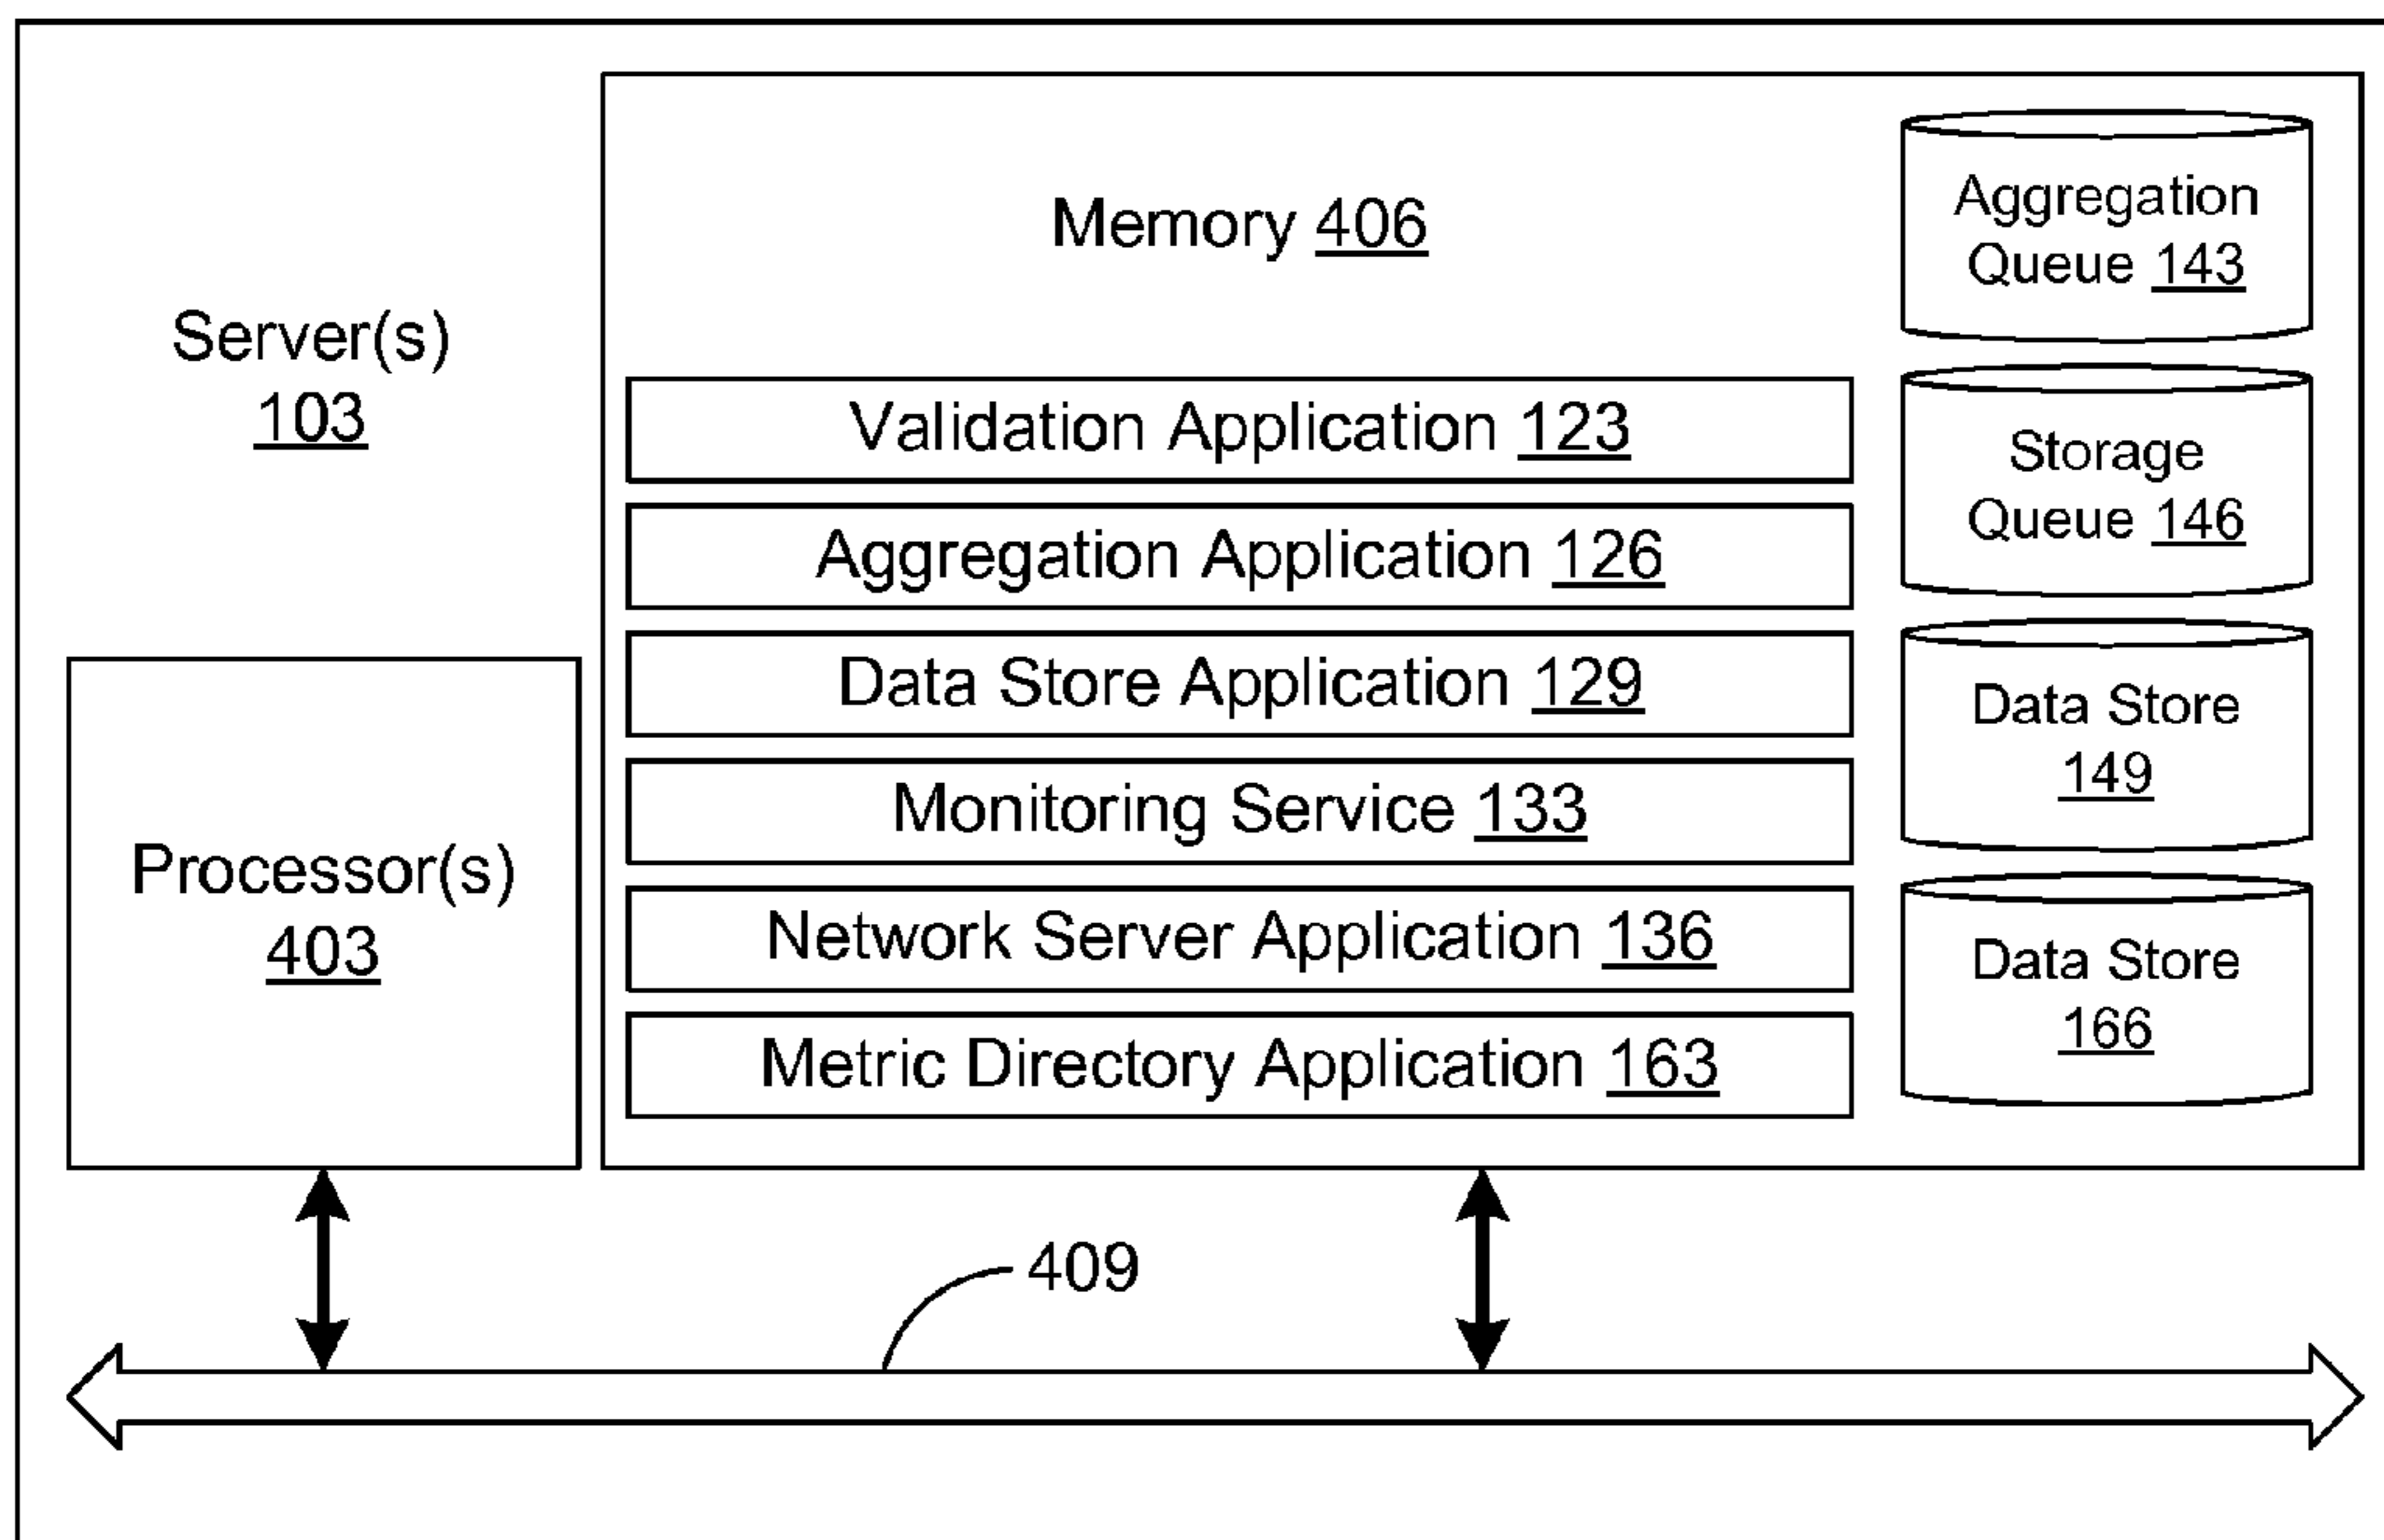 Server(s)
103
Processor(s)
403
Memory 406
Validation Application 123
Aggregation Application 126
Data Store Application 129
Monitoring Service 133
Network Server Application 136
Metric Directory Application 163
Aggregation
Queue 143
Storage
Queue 146
Data Store
149
Data Store
166
409